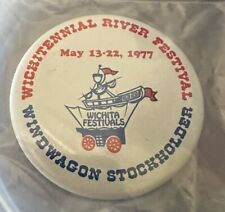 WICHITENNIAL RIVER FESTIVAL
May 13-22, 1977
WICHITA
FESTIVALS
WINDWAGON STOCKHOLDER